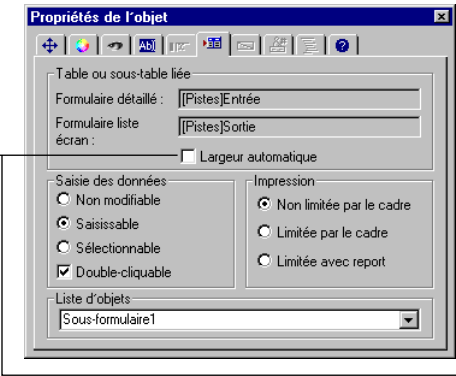 Propriétés de l'objet
Ab
?
Table ou sous-table liée
Formulaire détaillé : [[Pistes]Entrée
Formulaire liste
écran : [[Pistes]Sortie
Largeur automatique
Saisie des données
Non modifiable
Saisissable
Sélectionnable
Double-cliquable
Impression
Non limitée par le cadre
Limitée par le cadre
Limitée avec report
Liste d'objets
Sous-formulaire1